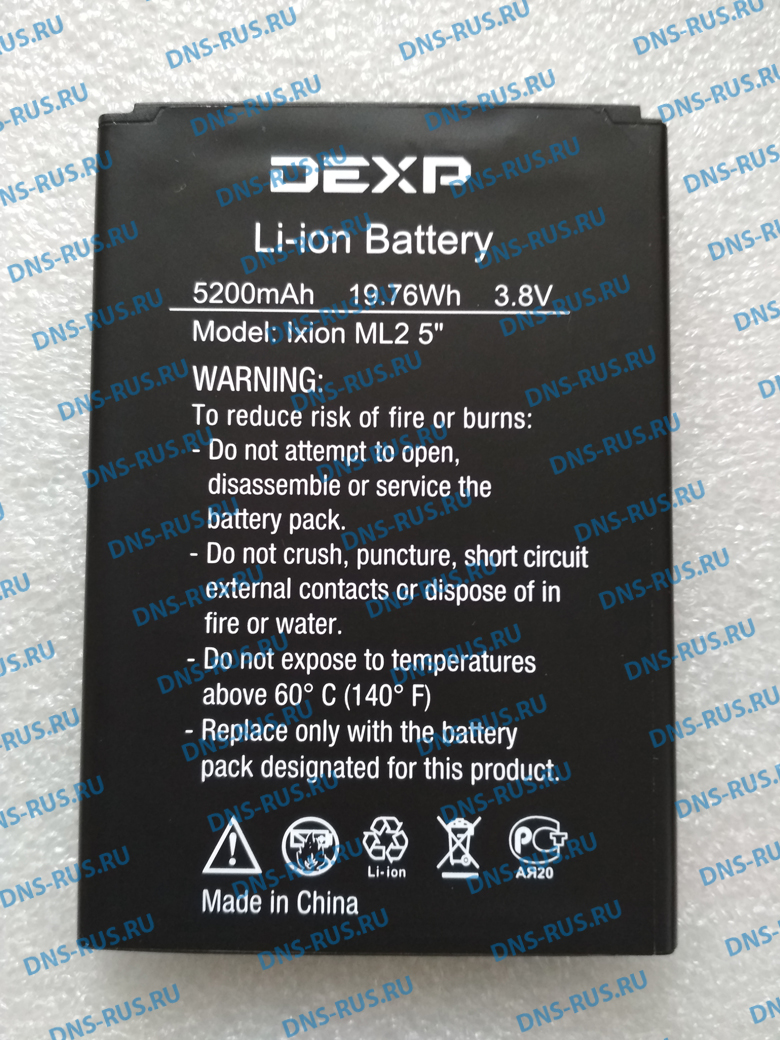 DEXP
Li-ion Battery
5200mAh 19.76Wh 3.8V
Model: Ixion ML2 5"
WARNING:
To reduce risk of fire or burns:
- Do not attempt to open,
disassemble or service the
battery pack.
- Do not crush, puncture, short circuit
external contacts or dispose of in
fire or water.
- Do not expose to temperatures
above 60° C (140° F)
- Replace only with the battery
pack designated for this product.
Li-ion
РСТ
АЯ20
Made in China
DNS-RUS.RU